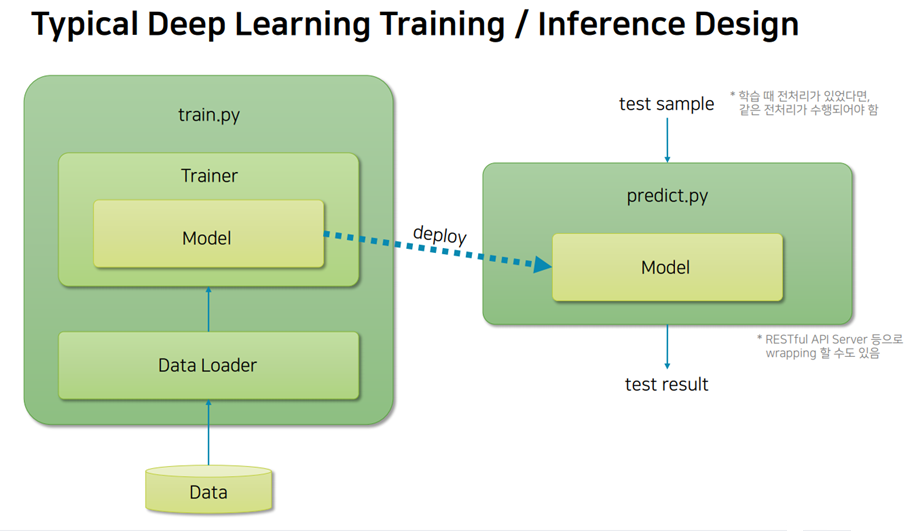 Typical Deep Learning Training / Inference Design
train.py
Trainer
Model
Data Loader
Data
deploy
test sample
* 학습 때 전처리가 있었다면,
같은 전처리가 수행되어야 함
predict.py
Model
* RESTful API Server 등으로
wrapping 할 수도 있음
test result